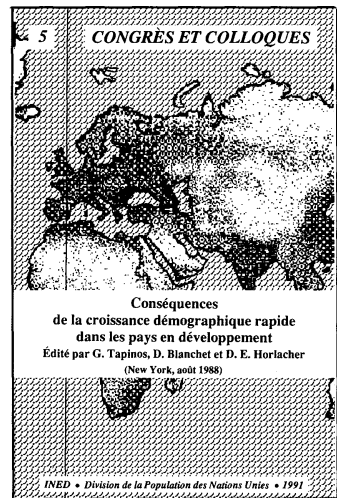 5 CONGRÈS ET COLLOQUES
Conséquences
de la croissance démographique rapide
dans les pays en développement
Édité par G. Tapinos, D. Blanchet et D. E. Horlacher
(New York, août 1988)
INED • Division de la Population des Nations Unies • 1991